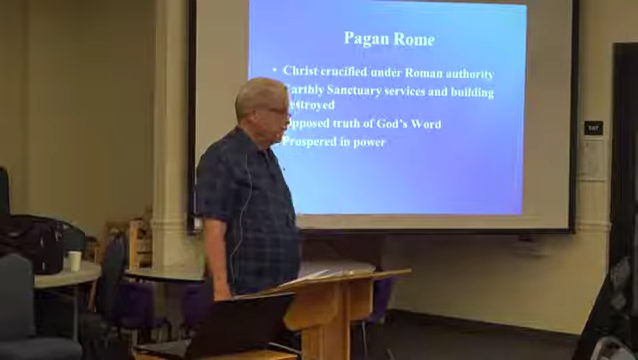 Pagan Rome
• Christ crucified under Roman authority
Earthly Sanctuary services and building
destroyed
opposed truth of God's Word
Prospered in power